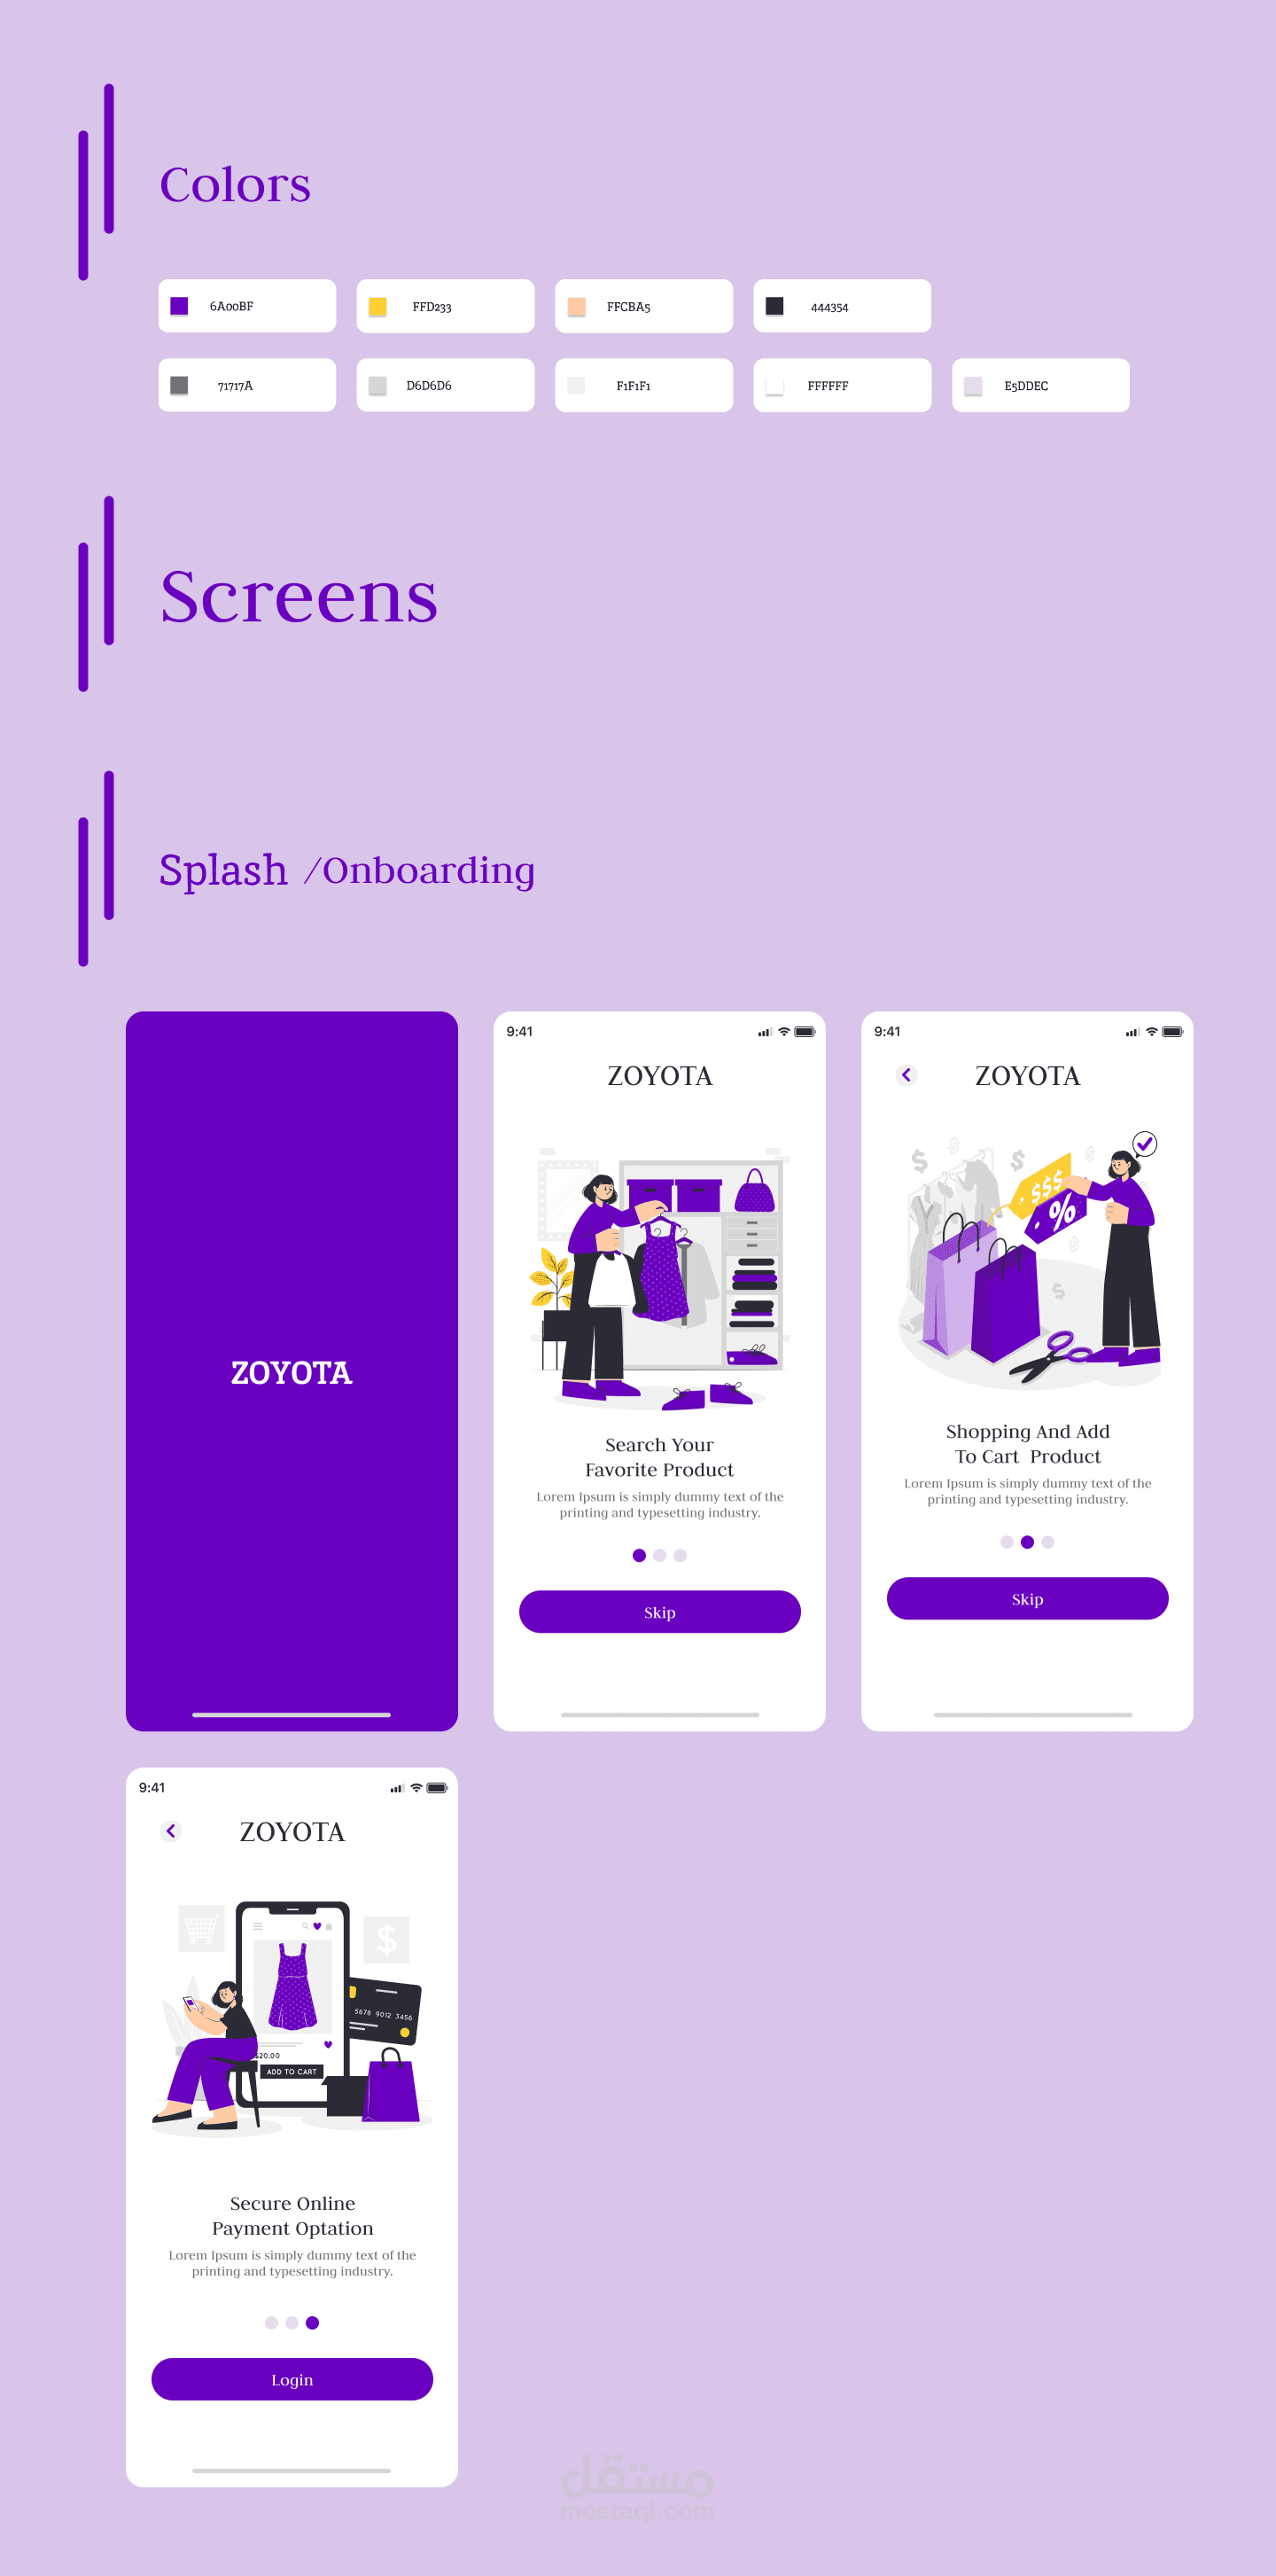 Colors
6A00BF
FFD233
FFCBA5
444354
71717A
D6D6D6
F1F1F1
FFFFFF
E5DDEC
Screens
Splash /Onboarding
ZOYOTA
9:41
ZOYOTA
Search Your
Favorite Product
Lorem Ipsum is simply dummy text of the
printing and typesetting industry.
Skip
9:41
ZOYOTA
$
$
$
$
$
$
$$$
%
Shopping And Add
To Cart Product
Lorem Ipsum is simply dummy text of the
printing and typesetting industry.
Skip
9:41
ZOYOTA
$
5678 9012 3456
$20.00
ADD TO CART
Secure Online
Payment Optation
Lorem Ipsum is simply dummy text of the
printing and typesetting industry.
Login
مستقل
mostaql.com